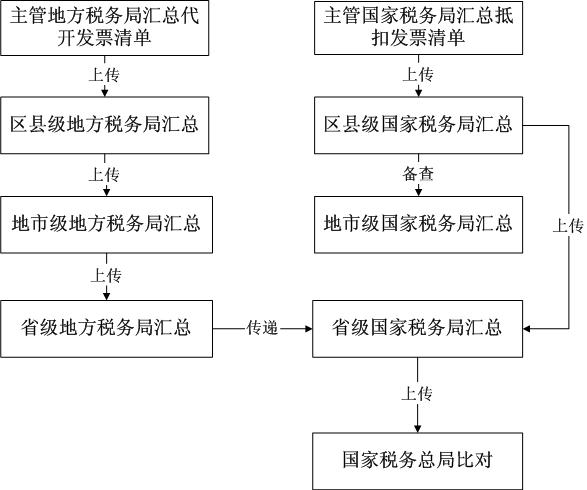 主管地方税务局汇总代
开发票清单
主管国家税务局汇总抵
扣发票清单
上传
上传
区县级地方税务局汇总
区县级国家税务局汇总
上传
备查
地市级地方税务局汇总
地市级国家税务局汇总
上传
上传
省级地方税务局汇总
传递
省级国家税务局汇总
上传
国家税务总局比对